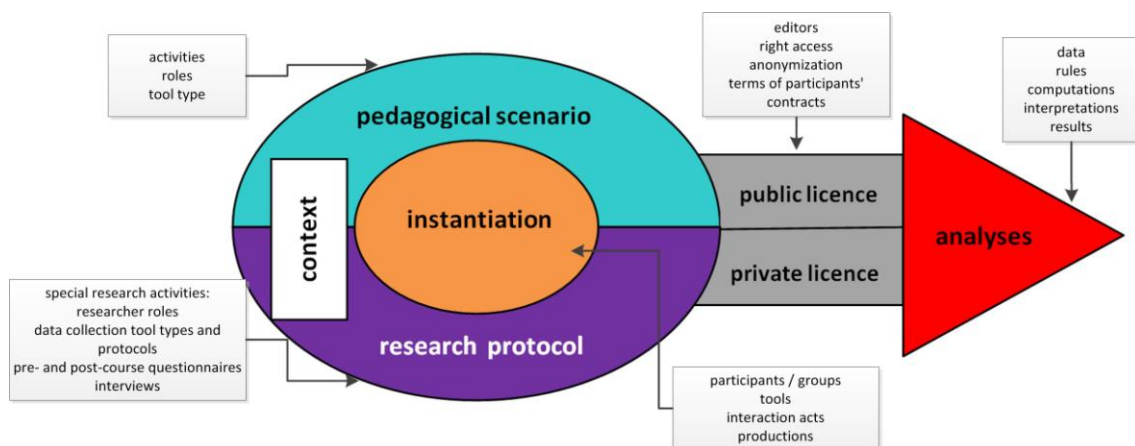 activities
roles
tool type
editors
right access
anonymization
terms of participants'
contracts
data
rules
computations
interpretations
results
pedagogical scenario
context
instantiation
public licence
private licence
analyses
research protocol
special research activities:
researcher roles
data collection tool types and
protocols
pre- and post-course questionnaires
interviews
participants / groups
tools
interaction acts
productions